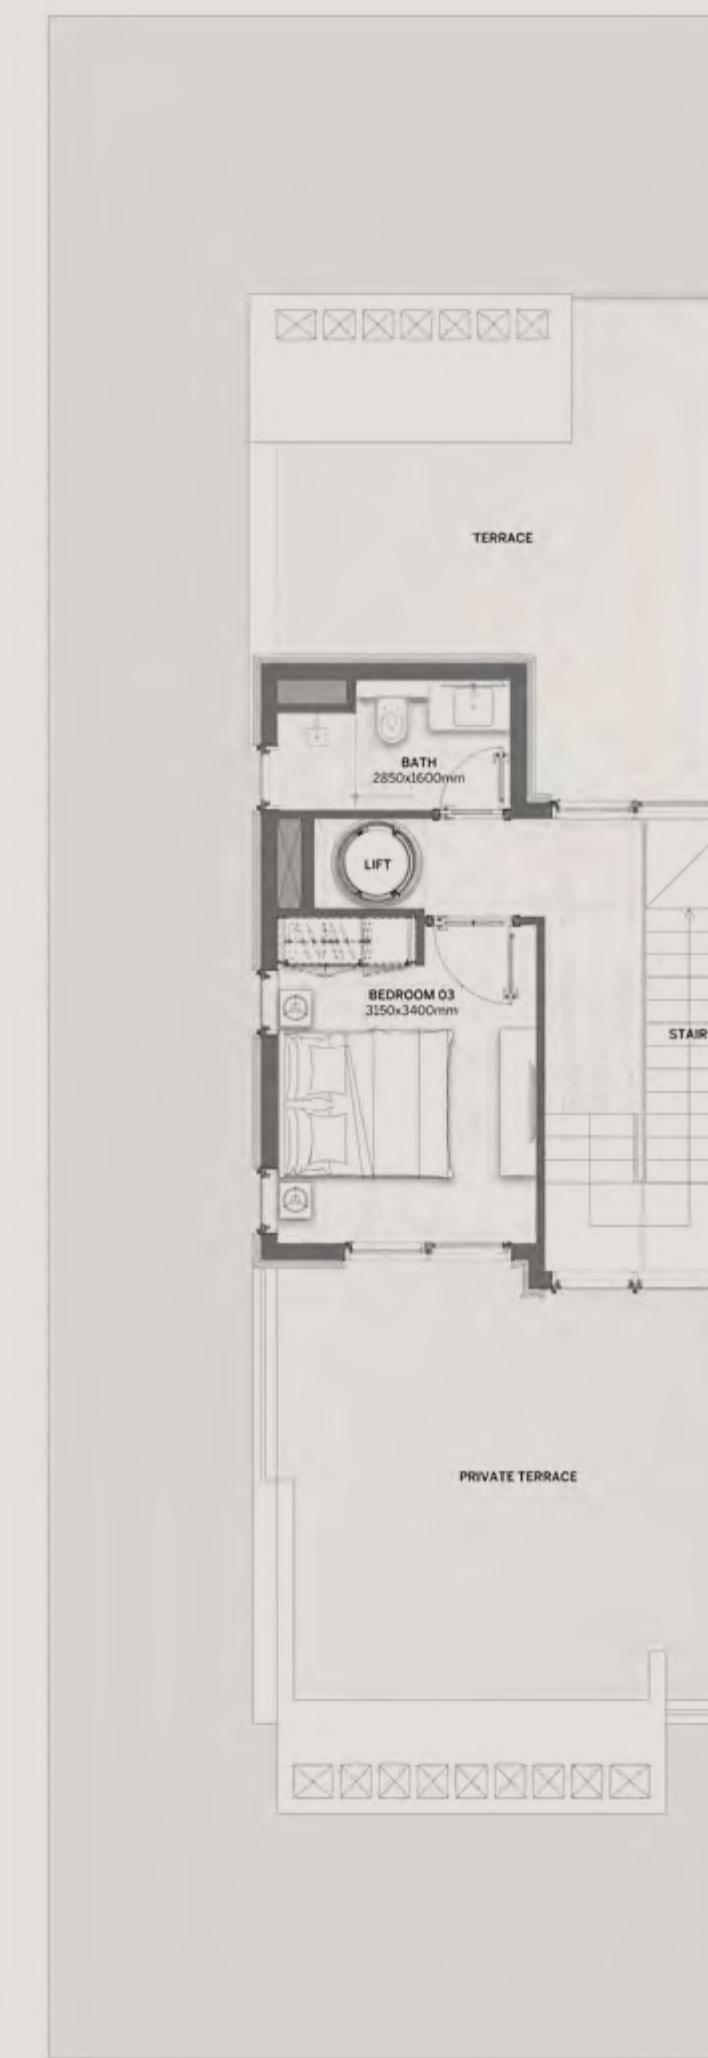 TERRACE
BATH
2850x1600mm
LIFT
BEDROOM 03
3150x3400mm
STAIR
PRIVATE TERRACE